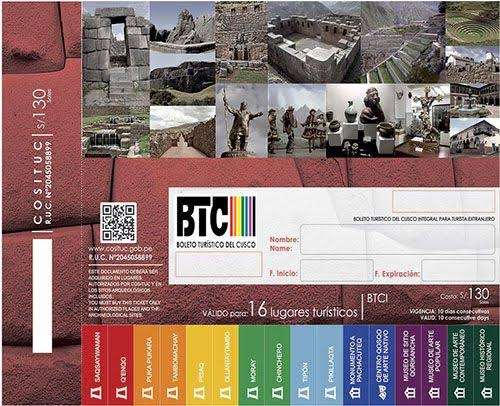 COSITUC
R.U.C. N°20450588​99
S/130
Soles
BTC
BOLETO TURÍSTICO DEL CUSCO
BOLETO TURÍSTICO DEL CUSCO INTEGRAL PARA TURISTA EXTRANJERO
Nombre:
Name:
F. Inicio:
F. Expiración:
www.cosituc.gob.pe
R.U.C. N°2045058899
ESTE DOCUMENTO DEBERÁ SER
ADQUIRIDO EN LUGARES
AUTORIZADOS POR COSITUC Y EN
LOS SITIOS ARQUEOLÓGICOS
INCLUIDOS.
YOU MUST BUY THIS TICKET ONLY
IN AUTHORIZED PLACES AND THE
ARCHAEOLOGICAL SITES.
VÁLIDO para: 16 lugares turísticos
BTCI
Costo: S/130
Soles
VIGENCIA: 10 días consecutivos
VALID: 10 consecutive days
SAQSAYWAMAN
Q'ENQO
PUKA PUKARA
TAMBOMACHAY
PISAQ
OLLANTAYTAMBO
MORAY
CHINCHERO
TIPÓN
PIKILLAQTA
MONUMENTO A
PACHACUTEQ
CENTRO QOSQO
DE ARTE NATIVO
MUSEO DE SITIO
QORIKANCHA
MUSEO DE ARTE
POPULAR
MUSEO DE ARTE
CONTEMPORÁNEO
MUSEO HISTÓRICO
REGIONAL